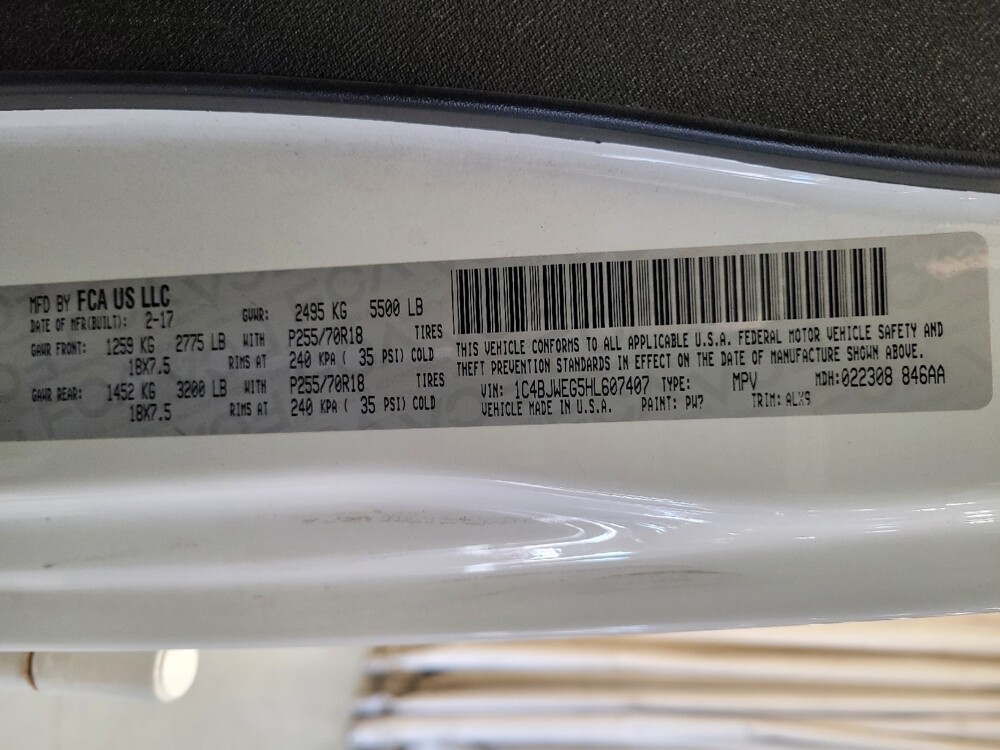 MFD BY FCA US LLC
DATE OF MFR(BUILT): 2-17 GVWR: 2495 KG 5500 LB
GAWR FRONT: 1259 KG 2775 LB WITH P255/70R18 TIRES
18X7.5 RIMS AT 240 KPA ( 35 PSI) COLD
GAWR REAR: 1452 KG 3200 LB WITH P255/70R18 TIRES
18X7.5 RIMS AT 240 KPA ( 35 PSI) COLD
THIS VEHICLE CONFORMS TO ALL APPLICABLE U.S.A. FEDERAL MOTOR VEHICLE SAFETY AND
THEFT PREVENTION STANDARDS IN EFFECT ON THE DATE OF MANUFACTURE SHOWN ABOVE.
VIN: 1C4BJWEG5HL607407 TYPE: MPV MDH:022308 846AA
VEHICLE MADE IN U.S.A. PAINT: PW7 TRIM: ALX9